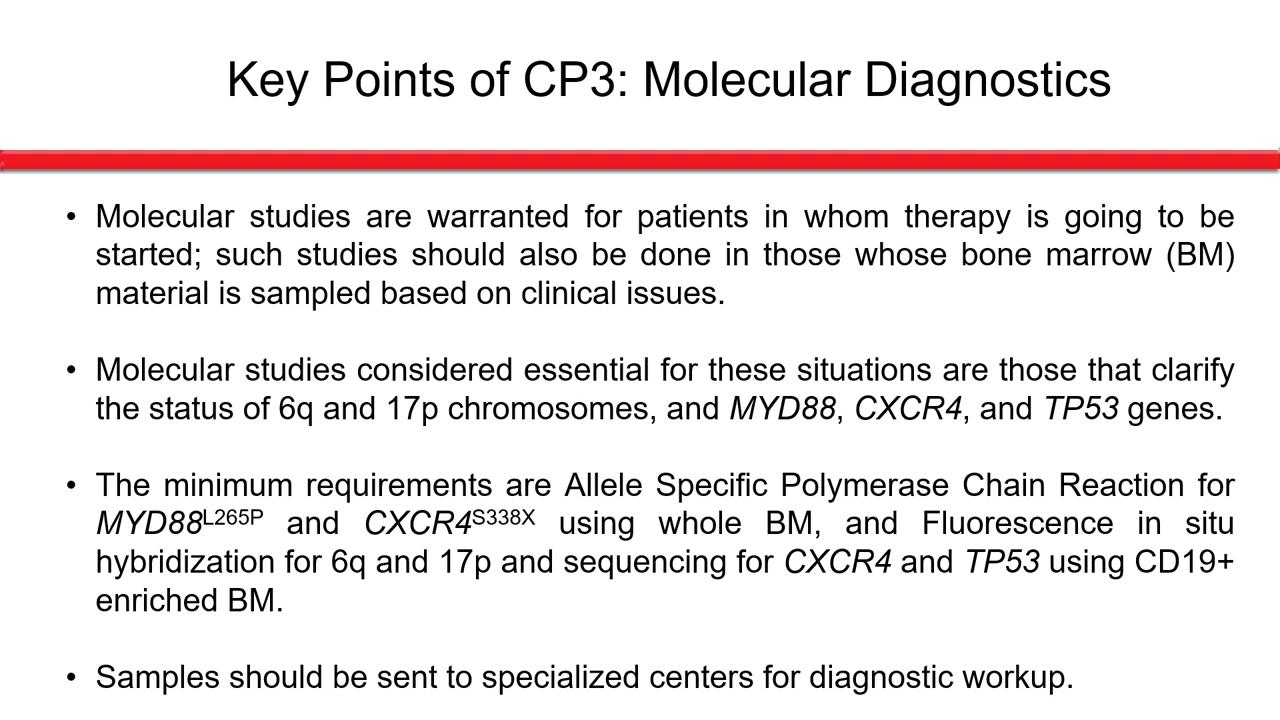 Key Points of CP3: Molecular Diagnostics
• Molecular studies are warranted for patients in whom therapy is going to be
started; such studies should also be done in those whose bone marrow (BM)
material is sampled based on clinical issues.
• Molecular studies considered essential for these situations are those that clarify
the status of 6q and 17p chromosomes, and MYD88, CXCR4, and TP53 genes.
• The minimum requirements are Allele Specific Polymerase Chain Reaction for
MYD88L265P and CXCR4S338X using whole BM, and Fluorescence in situ
hybridization for 6q and 17p and sequencing for CXCR4 and TP53 using CD19+
enriched BM.
• Samples should be sent to specialized centers for diagnostic workup.